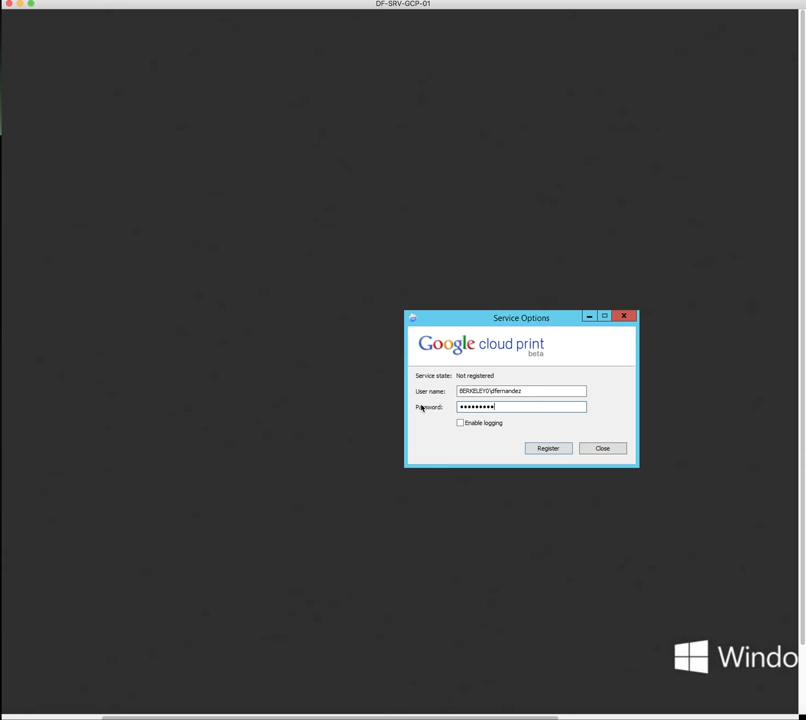 DF-SRV-GCP-01
Service Options
Google cloud print
beta
Service state: Not registered
User name: BERKELEY0\dfernandez
Password: •••••••••
Enable logging
Register Close
Windo